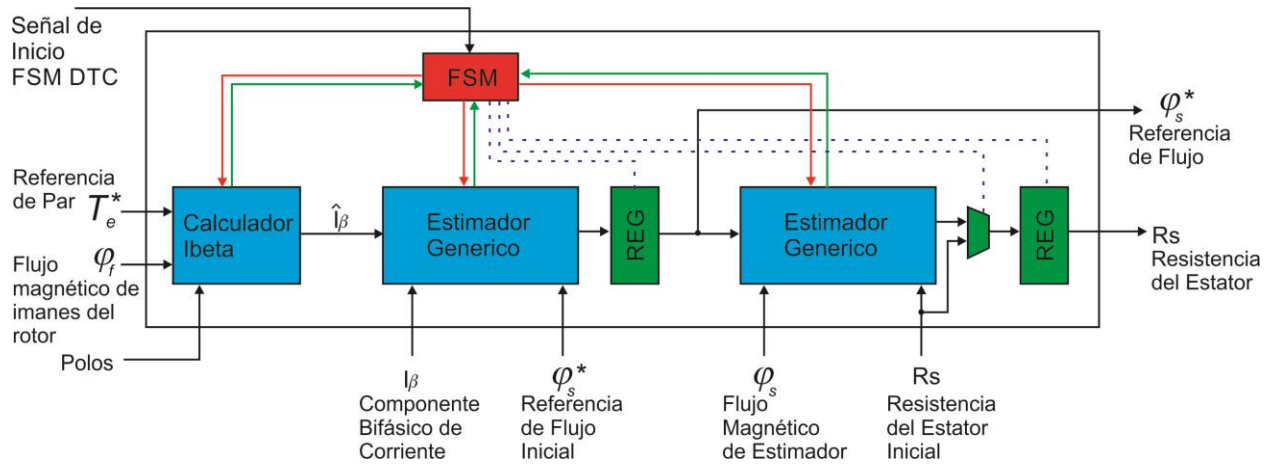 Señal de
Inicio
FSM DTC
FSM
φs*
Referencia
de Flujo
Referencia
de Par Te*
φf
Flujo
magnético de
imanes del
rotor
Polos
Calculador
Ibeta
Îβ
Estimador
Generico
REG
Estimador
Generico
REG
Rs
Resistencia
del Estator
Iβ
Componente
Bifásico de
Corriente
φs*
Referencia
de Flujo
Inicial
φs
Flujo
Magnético
de Estimador
Rs
Resistencia
del Estator
Inicial